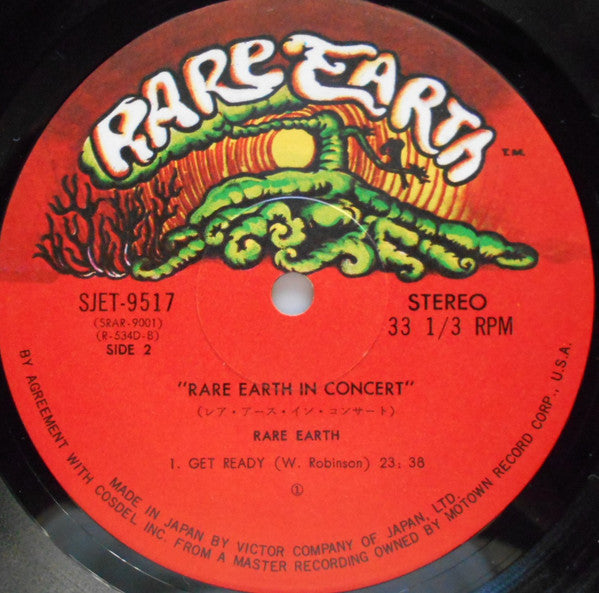 RARE EARTH
T.M.
SJET-9517
(SRAR-9001)
(R-534D-B)
SIDE 2
STEREO
33 1/3 RPM
"RARE EARTH IN CONCERT"
(レア・アース・イン・コンサート)
RARE EARTH
1. GET READY (W. Robinson) 23:38
①
BY AGREEMENT WITH COSDEL INC. FROM A MASTER RECORDING OWNED BY MOTOWN RECORD CORP., U.S.A.
MADE IN JAPAN BY VICTOR COMPANY OF JAPAN, LTD.